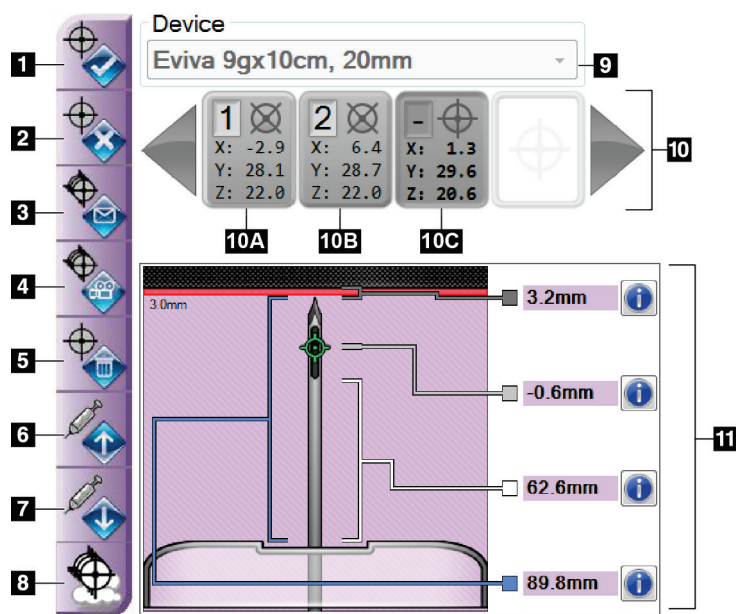 Device
1
Eviva 9gx10cm, 20mm
9
2
1
X: -2.9
Y: 28.1
Z: 22.0
2
X: 6.4
Y: 28.7
Z: 22.0
-
X: 1.3
Y: 29.6
Z: 20.6
10
3
10A
10B
10C
4
3.0mm
3.2mm
i
5
-0.6mm
i
6
11
62.6mm
i
7
8
89.8mm
i